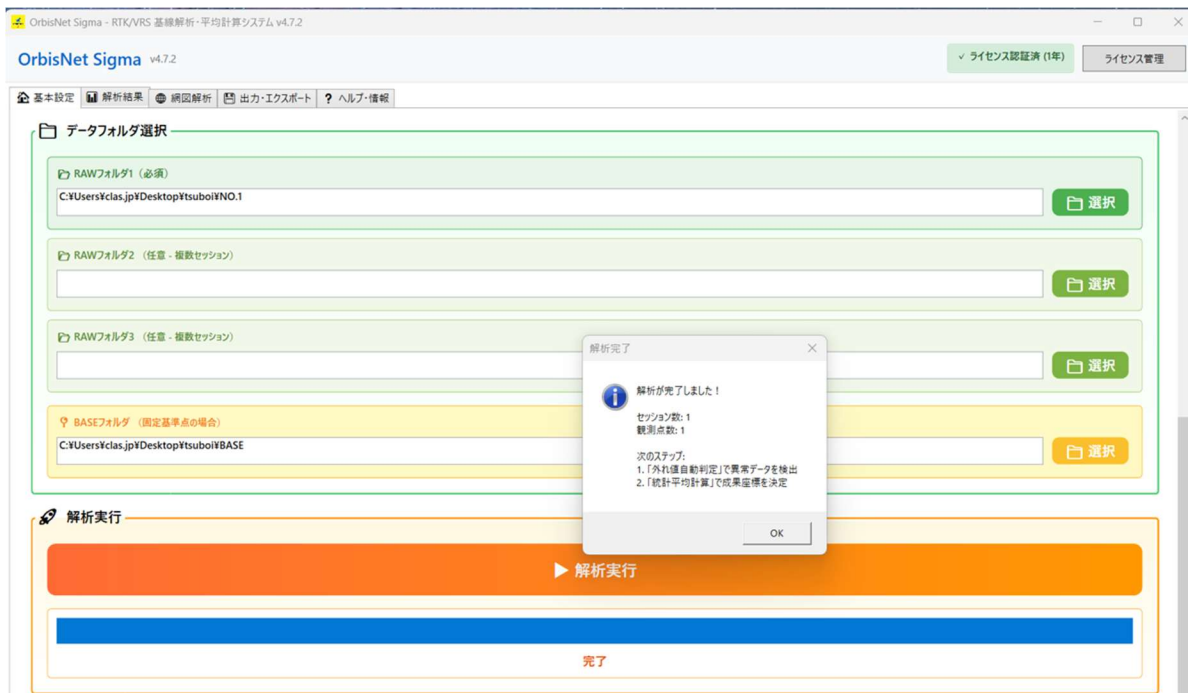 OrbisNet Sigma - RTK/VRS 基線解析・平均計算システム v4.7.2
OrbisNet Sigma v4.7.2
✓ ライセンス認証済 (1年)
ライセンス管理
基本設定
解析結果
網図解析
出力・エクスポート
? ヘルプ・情報
データフォルダ選択
RAWフォルダ1（必須）
C:¥Users¥clas.jp¥Desktop¥tsuboi¥NO.1
選択
RAWフォルダ2 （任意 - 複数セッション）
選択
RAWフォルダ3 （任意 - 複数セッション）
選択
BASEフォルダ （固定基準点の場合）
C:¥Users¥clas.jp¥Desktop¥tsuboi¥BASE
選択
解析完了
解析が完了しました！
セッション数: 1
観測点数: 1
次のステップ:
1. 「外れ値自動判定」で異常データを検出
2. 「統計平均計算」で成果座標を決定
OK
解析実行
▶ 解析実行
完了